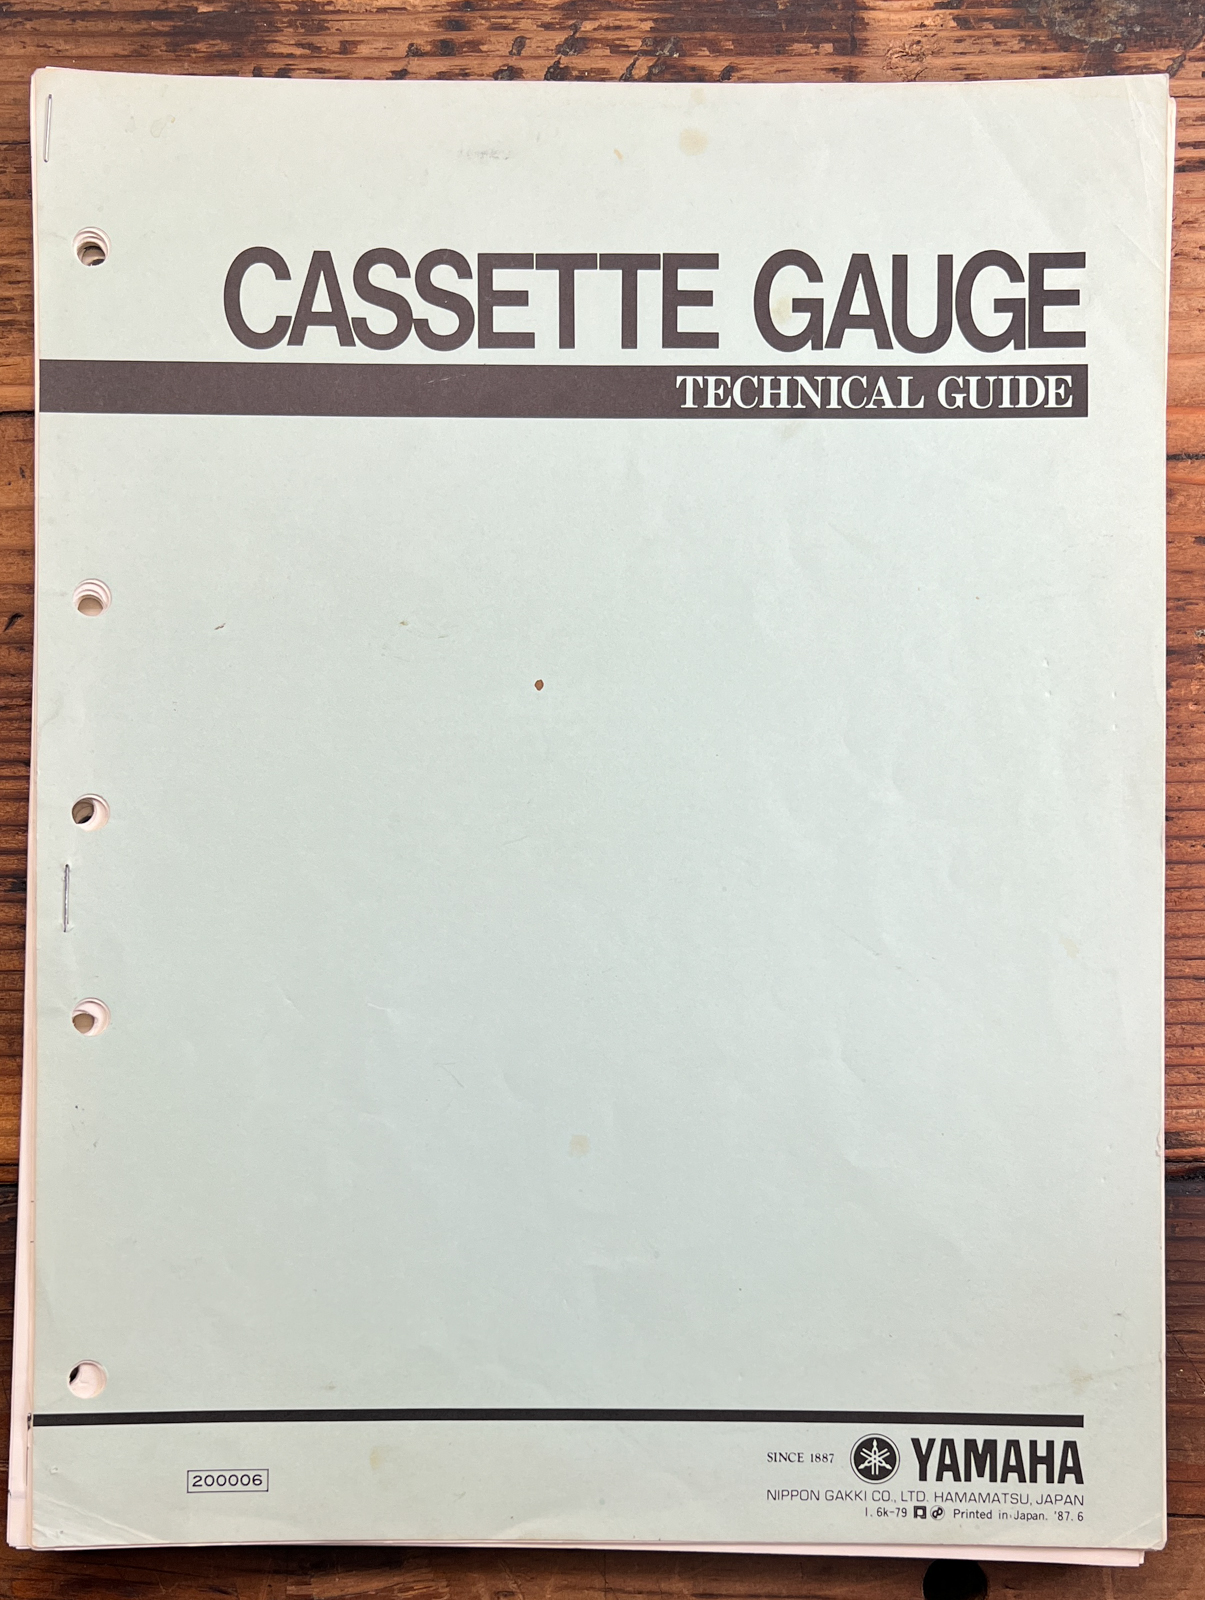 CASSETTE GAUGE
TECHNICAL GUIDE
200006
SINCE 1887 YAMAHA
NIPPON GAKKI CO., LTD. HAMAMATSU, JAPAN
1. 6k-79 Printed in Japan. '87. 6